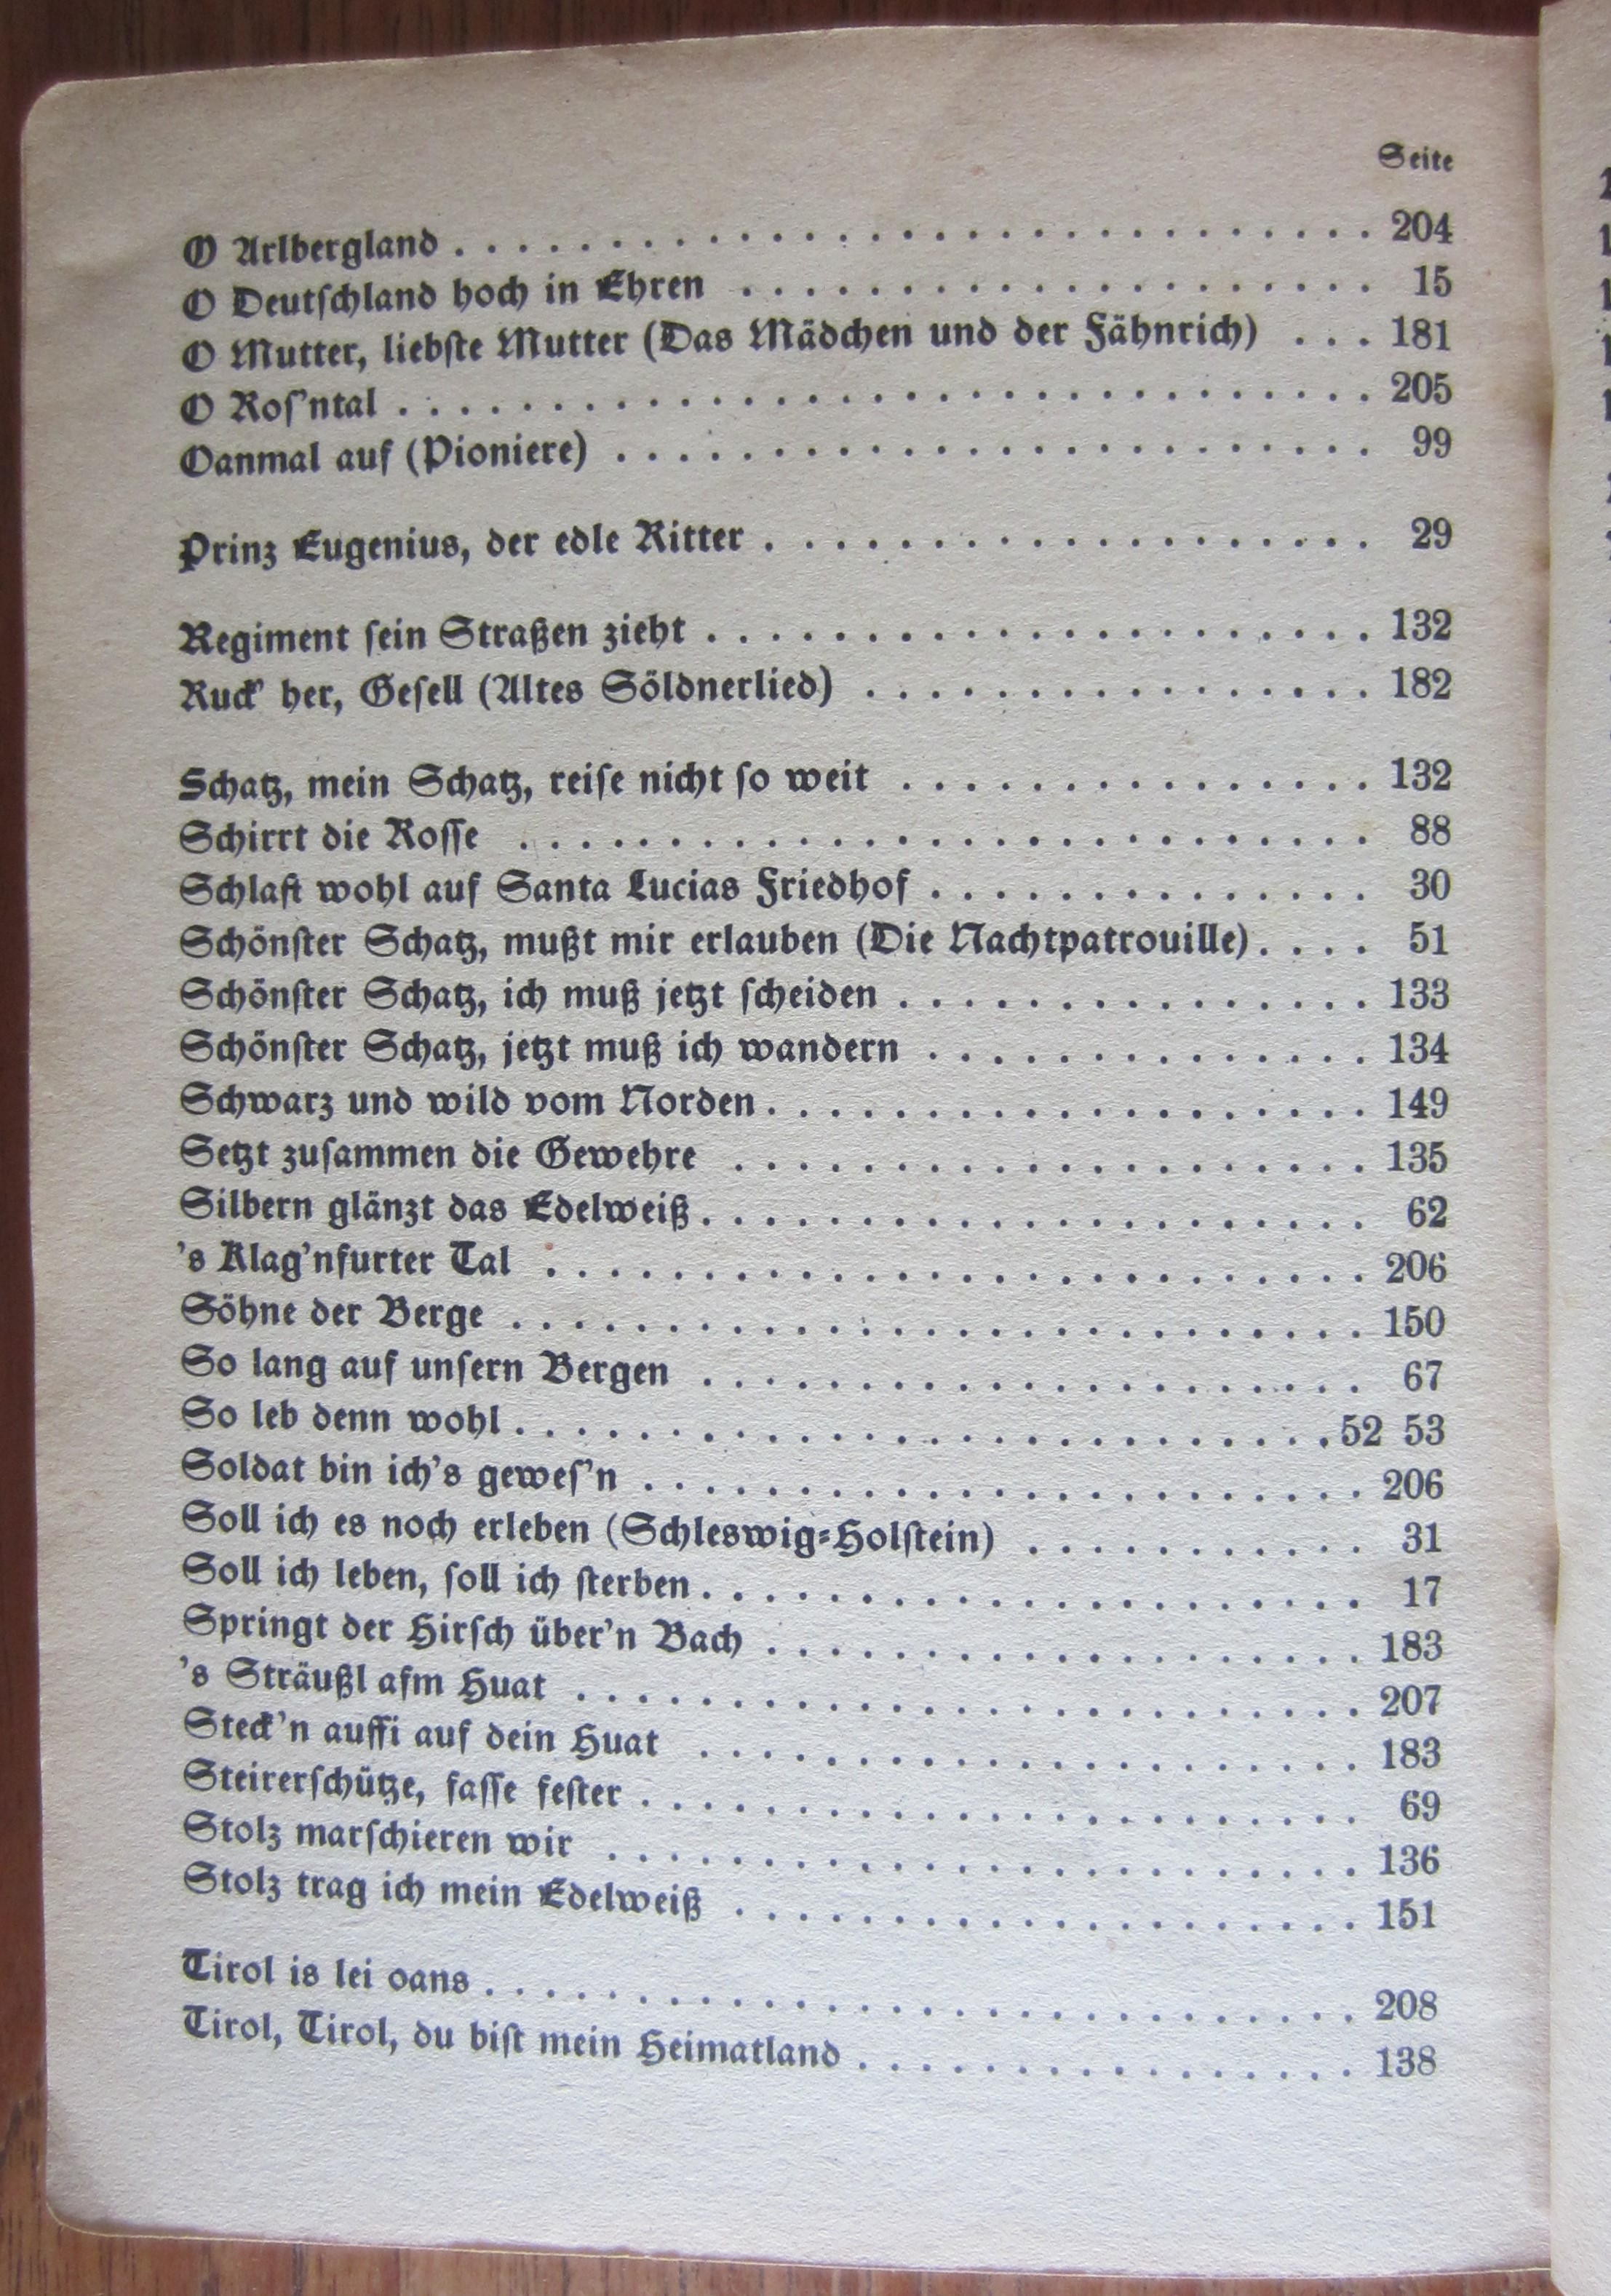 Seite
O Arlbergland . . . . . . . . . . . . . . . . . . . . . . . . . . . . . 204
O Deutſchland hoch in Ehren . . . . . . . . . . . . . . . . . . . . 15
O Mutter, liebſte Mutter (Das Mädchen und der Fähnrich) . . . 181
O Roſ'ntal . . . . . . . . . . . . . . . . . . . . . . . . . . . . . . . 205
Oanmal auf (Pioniere) . . . . . . . . . . . . . . . . . . . . . . . . 99
Prinz Eugenius, der edle Ritter . . . . . . . . . . . . . . . . . . . . 29
Regiment ſein Straßen zieht . . . . . . . . . . . . . . . . . . . . . . 132
Ruck' her, Geſell (Altes Söldnerlied) . . . . . . . . . . . . . . . . 182
Schatz, mein Schatz, reiſe nicht ſo weit . . . . . . . . . . . . . . . 132
Schirrt die Roſſe . . . . . . . . . . . . . . . . . . . . . . . . . . . 88
Schlaft wohl auf Santa Lucias Friedhof . . . . . . . . . . . . . . 30
Schönſter Schatz, mußt mir erlauben (Die Nachtpatrouille) . . . . 51
Schönſter Schatz, ich muß jetzt ſcheiden . . . . . . . . . . . . . . . 133
Schönſter Schatz, jetzt muß ich wandern . . . . . . . . . . . . . . 134
Schwarz und wild vom Norden . . . . . . . . . . . . . . . . . . . 149
Setzt zuſammen die Gewehre . . . . . . . . . . . . . . . . . . . . 135
Silbern glänzt das Edelweiß . . . . . . . . . . . . . . . . . . . . . 62
's Klag'nfurter Tal . . . . . . . . . . . . . . . . . . . . . . . . . . 206
Söhne der Berge . . . . . . . . . . . . . . . . . . . . . . . . . . . 150
So lang auf unſern Bergen . . . . . . . . . . . . . . . . . . . . . 67
So leb denn wohl . . . . . . . . . . . . . . . . . . . . . . . . . . 52 53
Soldat bin ich's geweſ'n . . . . . . . . . . . . . . . . . . . . . . . 206
Soll ich es noch erleben (Schleswig-Holſtein) . . . . . . . . . . . 31
Soll ich leben, ſoll ich ſterben . . . . . . . . . . . . . . . . . . . . . 17
Springt der Hirſch über'n Bach . . . . . . . . . . . . . . . . . . . 183
's Sträußl afm Huat . . . . . . . . . . . . . . . . . . . . . . . . . 207
Steck'n auffi auf dein Huat . . . . . . . . . . . . . . . . . . . . . 183
Steirerſchütze, faſſe feſter . . . . . . . . . . . . . . . . . . . . . . . 69
Stolz marſchieren wir . . . . . . . . . . . . . . . . . . . . . . . . 136
Stolz trag ich mein Edelweiß . . . . . . . . . . . . . . . . . . . . 151
Tirol is lei oans . . . . . . . . . . . . . . . . . . . . . . . . . . . . 208
Tirol, Tirol, du biſt mein Heimatland . . . . . . . . . . . . . . . . 138